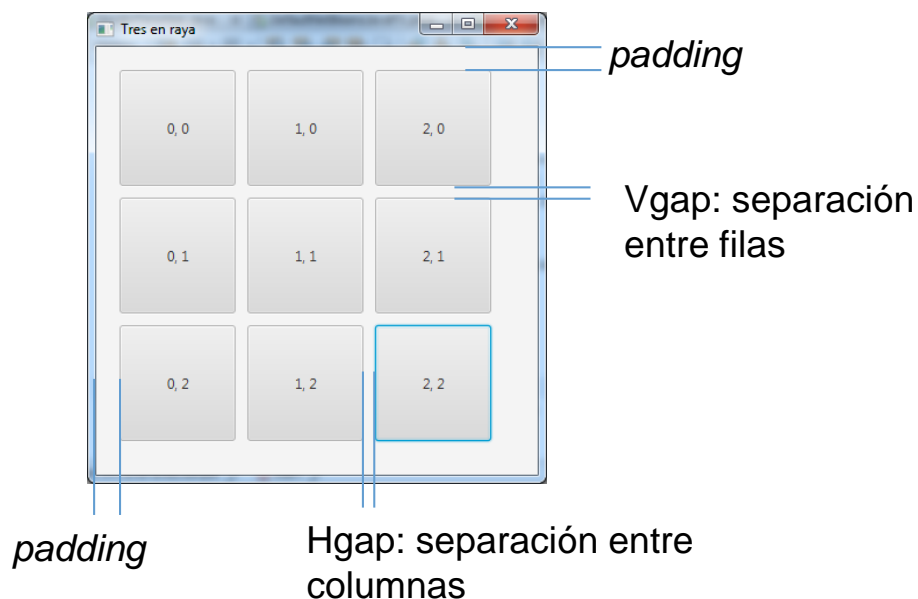 Tres en raya
padding
0, 0
1, 0
2, 0
Vgap: separación
entre filas
0, 1
1, 1
2, 1
0, 2
1, 2
2, 2
padding
Hgap: separación entre
columnas